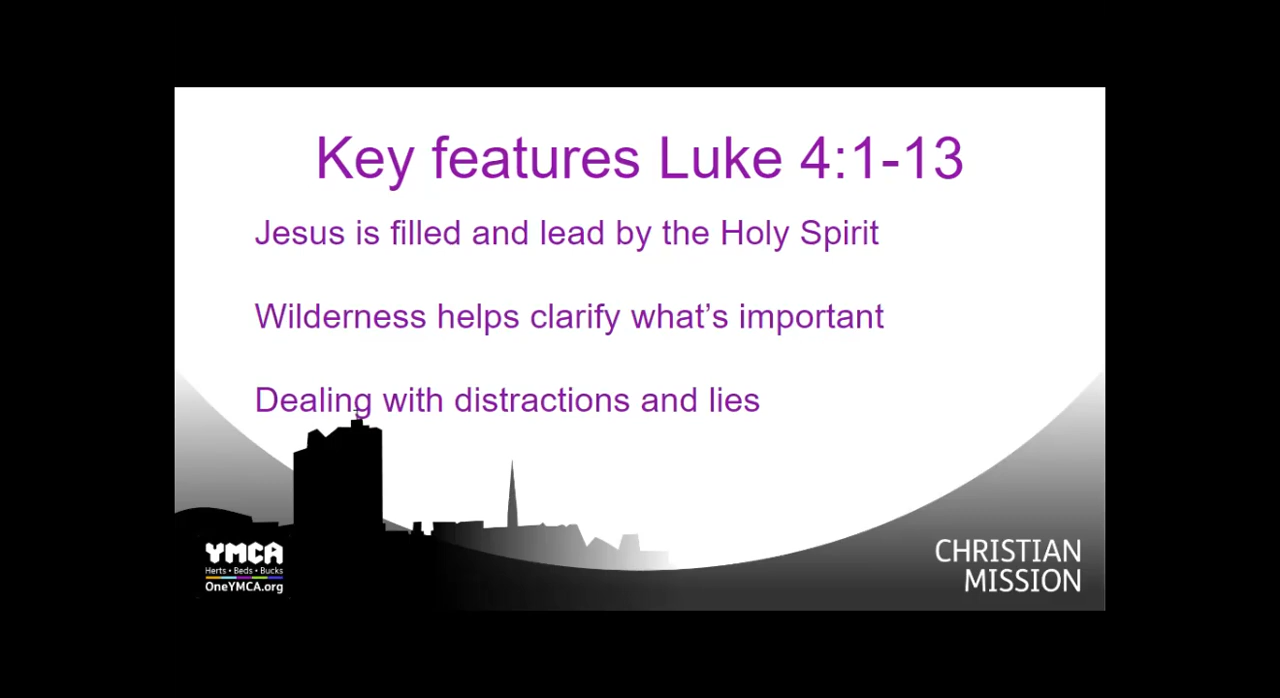 Key features Luke 4:1-13
Jesus is filled and lead by the Holy Spirit
Wilderness helps clarify what’s important
Dealing with distractions and lies
YMCA
Herts • Beds • Bucks
OneYMCA.org
CHRISTIAN
MISSION